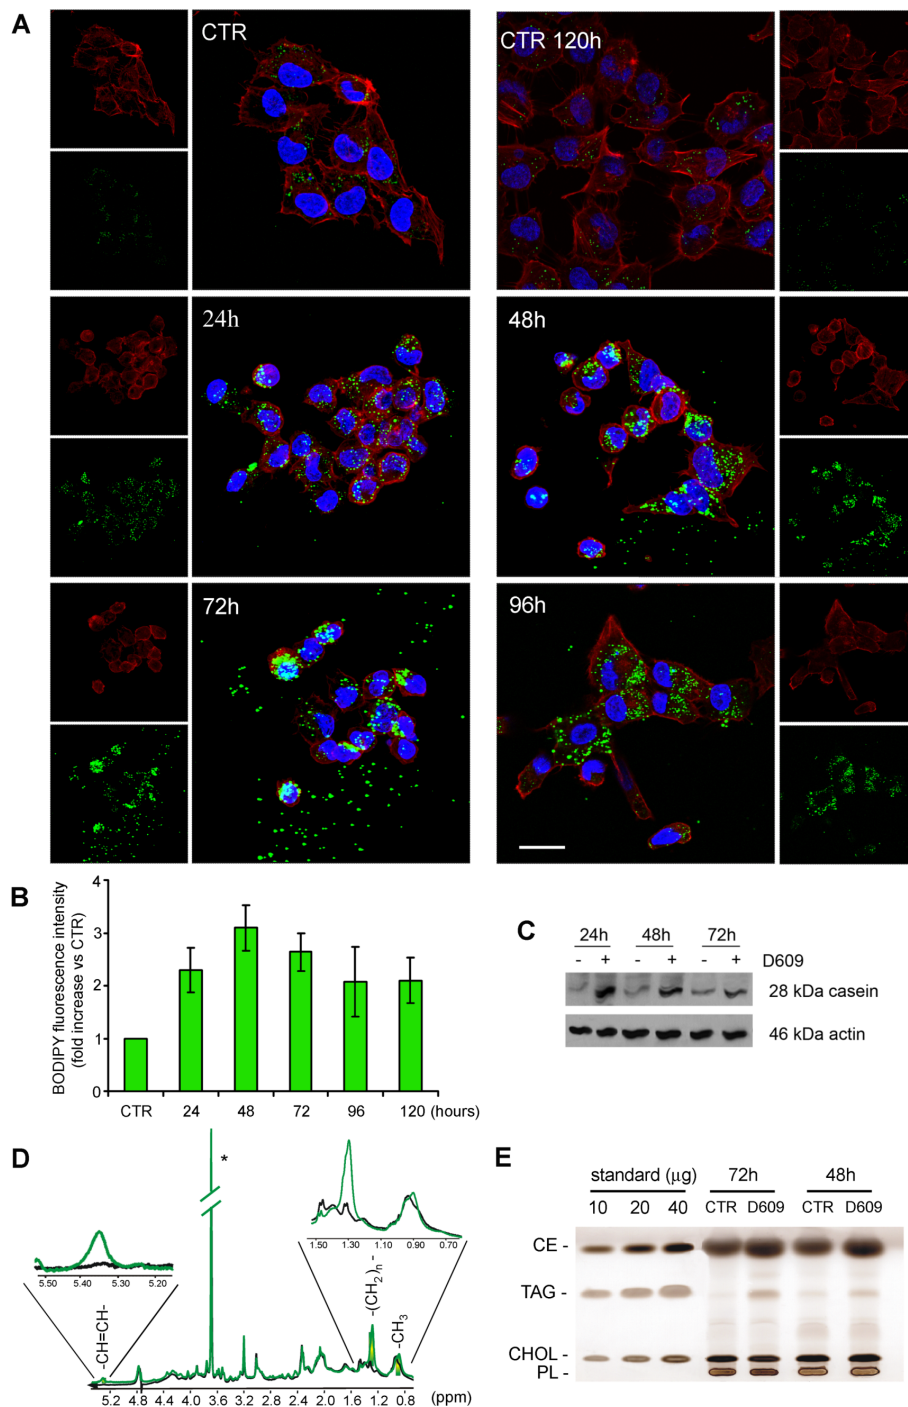 A
CTR
CTR 120h
24h
48h
72h
96h
B
BODIPY fluorescence intensity
(fold increase vs CTR)
4
3
2
1
0
CTR 24 48 72 96 120 (hours)
C
24h 48h 72h
- + - + - + D609
28 kDa casein
46 kDa actin
D
*
5.50 5.40 5.30 5.20
1.50 1.30 1.10 0.90 0.70
-CH=CH-
-(CH2)n-
-CH3
5.2 4.8 4.4 4.0 3.6 3.2 2.8 2.4 2.0 1.6 1.2 0.8 (ppm)
E
standard (µg) 72h 48h
10 20 40 CTR D609 CTR D609
CE -
TAG -
CHOL -
PL -